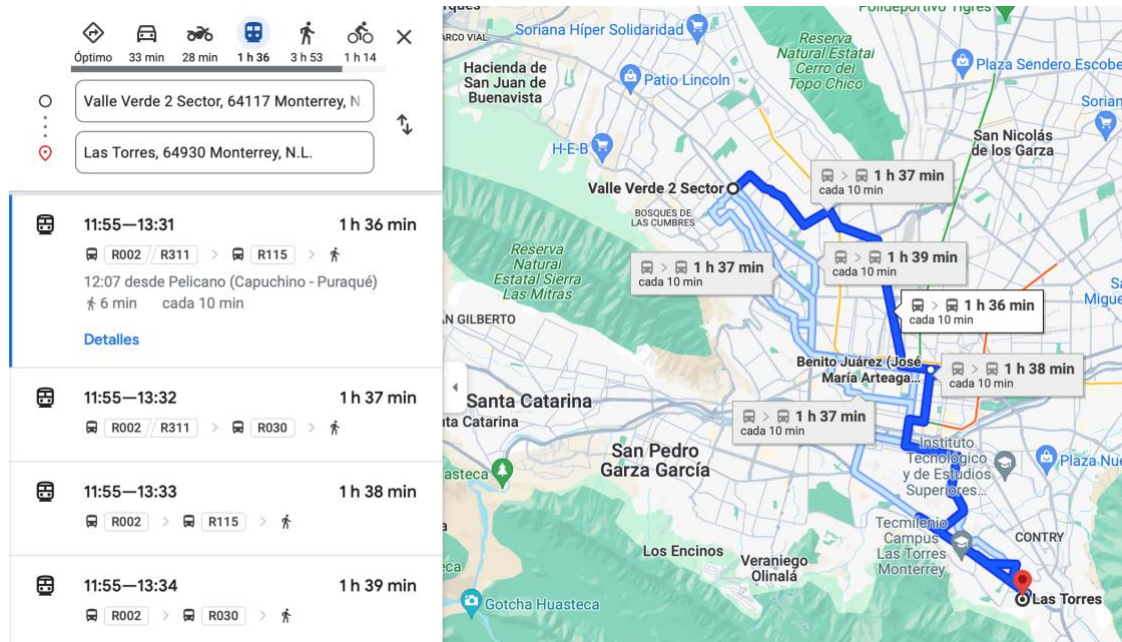 Óptimo 33 min 28 min 1 h 36 3 h 53 1 h 14
Valle Verde 2 Sector, 64117 Monterrey, N.
Las Torres, 64930 Monterrey, N.L.
11:55—13:31 1 h 36 min
R002 / R311 > R115 >
12:07 desde Pelicano (Capuchino - Puraqué)
6 min cada 10 min
Detalles
11:55—13:32 1 h 37 min
R002 / R311 > R030 >
11:55—13:33 1 h 38 min
R002 > R115 >
11:55—13:34 1 h 39 min
R002 > R030 >
Polideportivo Tigres
ARCO VIAL
Soriana Híper Solidaridad
Reserva
Natural Estatal
Cerro del
Topo Chico
Plaza Sendero Escobe
Hacienda de
San Juan de
Buenavista
Patio Lincoln
Sorian
San Nicolás
de los Garza
H-E-B
> 1 h 37 min
cada 10 min
Valle Verde 2 Sector
BOSQUES DE
LAS CUMBRES
Reserva
Natural
Estatal Sierra
Las Mitras
> 1 h 37 min
cada 10 min
> 1 h 39 min
cada 10 min
> 1 h 36 min
cada 10 min
Sa
Migue
N GILBERTO
Benito Juárez (José
María Arteaga...
> 1 h 38 min
cada 10 min
Santa Catarina
ta Catarina
> 1 h 37 min
cada 10 min
San Pedro
Garza García
Instituto
Tecnológico
y de Estudios
Superiores...
Plaza Nue
asteca
Tecmilenio
Campus
Las Torres
Monterrey
CONTRY
Los Encinos
Veraniego
Olinalá
a
eca
Gotcha Huasteca
Las Torres